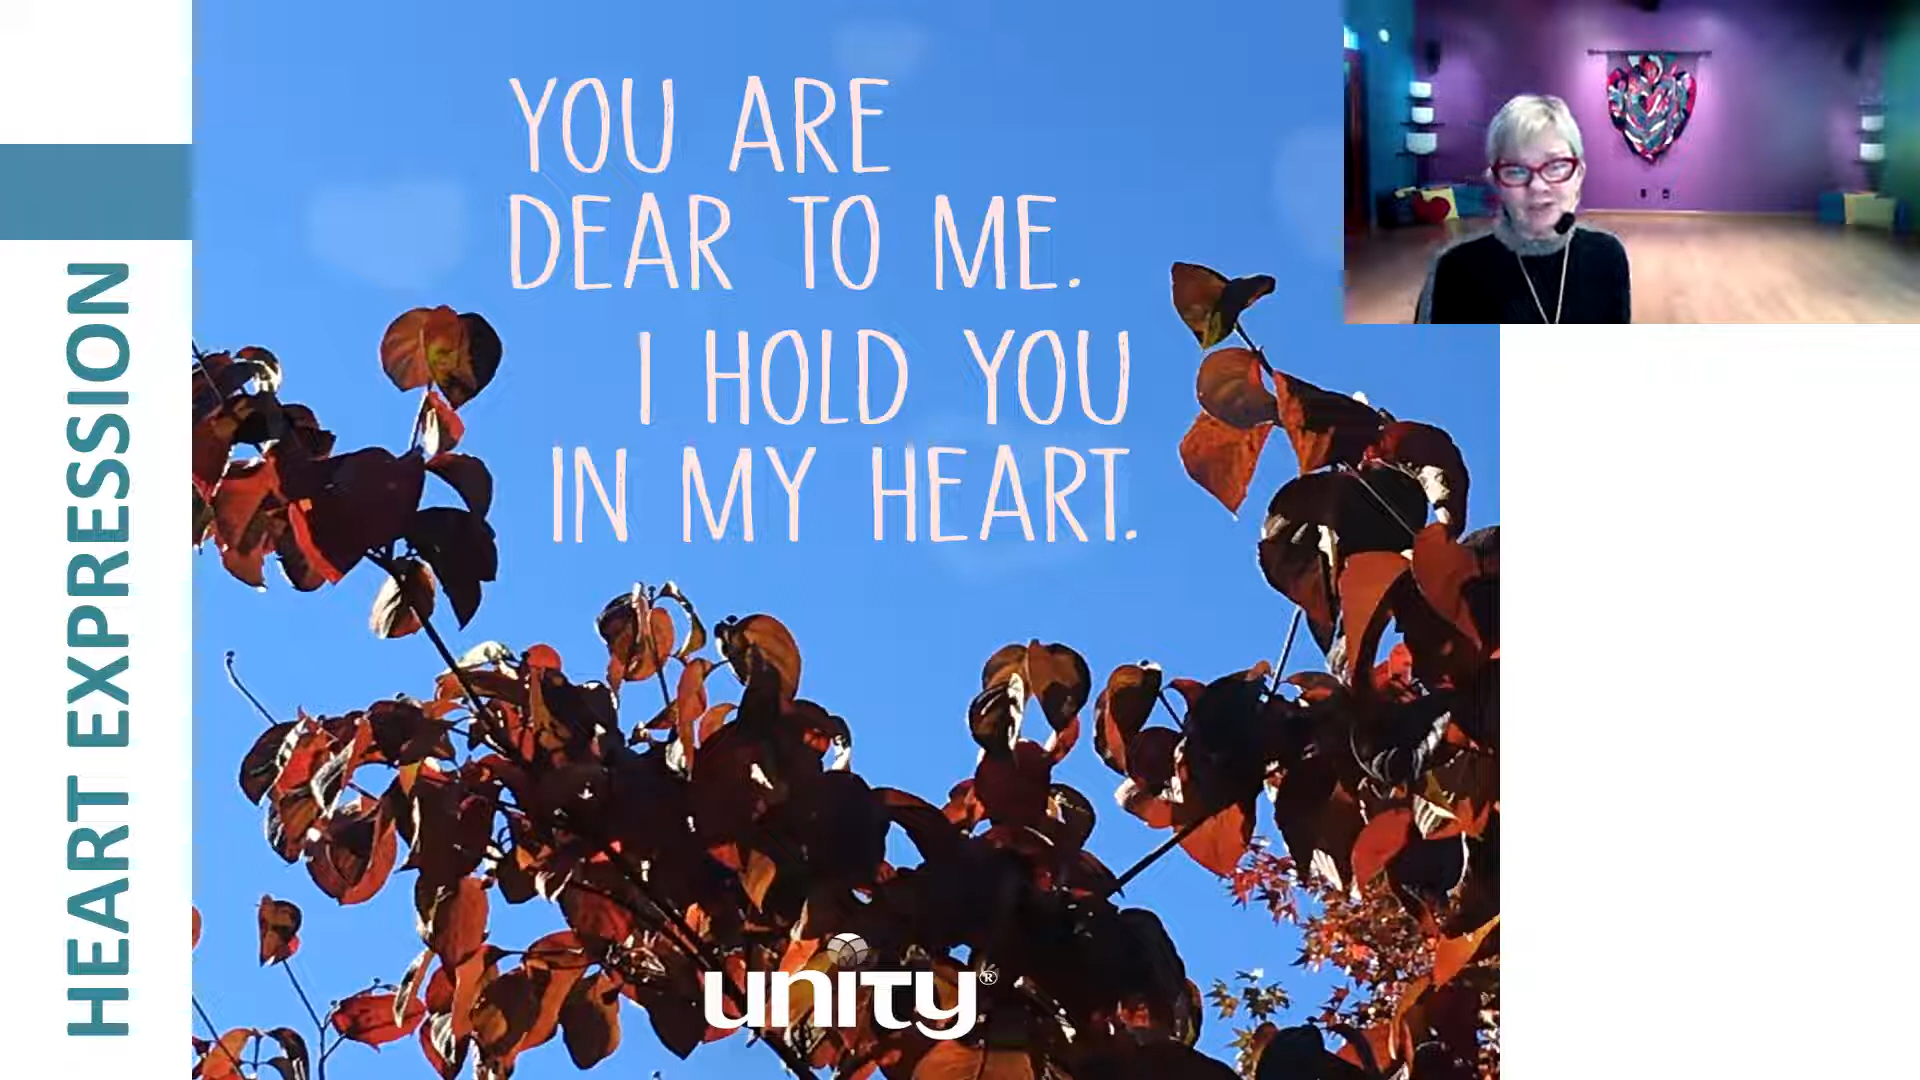 HEART EXPRESSION
YOU ARE
DEAR TO ME.
I HOLD YOU
IN MY HEART.
unity®